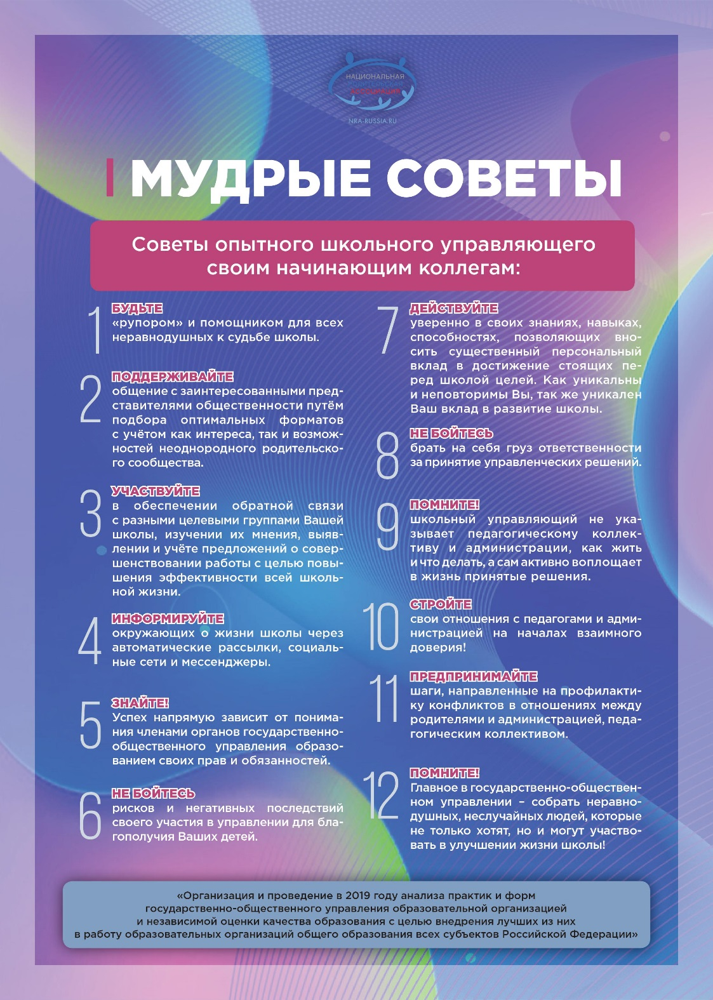 НАЦИОНАЛЬНАЯ
РОДИТЕЛЬСКАЯ
АССОЦИАЦИЯ
NRA-RUSSIA.RU
МУДРЫЕ СОВЕТЫ
Советы опытного школьного управляющего
своим начинающим коллегам:
1
БУДЬТЕ
«рупором» и помощником для всех
неравнодушных к судьбе школы.
2
ПОДДЕРЖИВАЙТЕ
общение с заинтересованными пред-
ставителями общественности путём
подбора оптимальных форматов
с учётом как интереса, так и возмож-
ностей неоднородного родительско-
го сообщества.
3
УЧАСТВУЙТЕ
в обеспечении обратной связи
с разными целевыми группами Вашей
школы, изучении их мнения, выяв-
лении и учёте предложений о совер-
шенствовании работы с целью повы-
шения эффективности всей школь-
ной жизни.
4
ИНФОРМИРУЙТЕ
окружающих о жизни школы через
автоматические рассылки, социаль-
ные сети и мессенджеры.
5
ЗНАЙТЕ!
Успех напрямую зависит от понима-
ния членами органов государственно-
общественного управления образо-
ванием своих прав и обязанностей.
6
НЕ БОЙТЕСЬ
рисков и негативных последствий
своего участия в управлении для бла-
гополучия Ваших детей.
7
ДЕЙСТВУЙТЕ
уверенно в своих знаниях, навыках,
способностях, позволяющих вно-
сить существенный персональный
вклад в достижение стоящих пе-
ред школой целей. Как уникальны
и неповторимы Вы, так же уникален
Ваш вклад в развитие школы.
8
НЕ БОЙТЕСЬ
брать на себя груз ответственности
за принятие управленческих решений.
9
ПОМНИТЕ!
школьный управляющий не ука-
зывает педагогическому коллек-
тиву и администрации, как жить
и что делать, а сам активно воплощает
в жизнь принятые решения.
10
СТРОЙТЕ
свои отношения с педагогами и адми-
нистрацией на началах взаимного
доверия!
11
ПРЕДПРИНИМАЙТЕ
шаги, направленные на профилакти-
ку конфликтов в отношениях между
родителями и администрацией, педа-
гогическим коллективом.
12
ПОМНИТЕ!
Главное в государственно-обществен-
ном управлении – собрать неравно-
душных, неслучайных людей, которые
не только хотят, но и могут участво-
вать в улучшении жизни школы!
«Организация и проведение в 2019 году анализа практик и форм
государственно-общественного управления образовательной организацией
и независимой оценки качества образования с целью внедрения лучших из них
в работу образовательных организаций общего образования всех субъектов Российской Федерации»